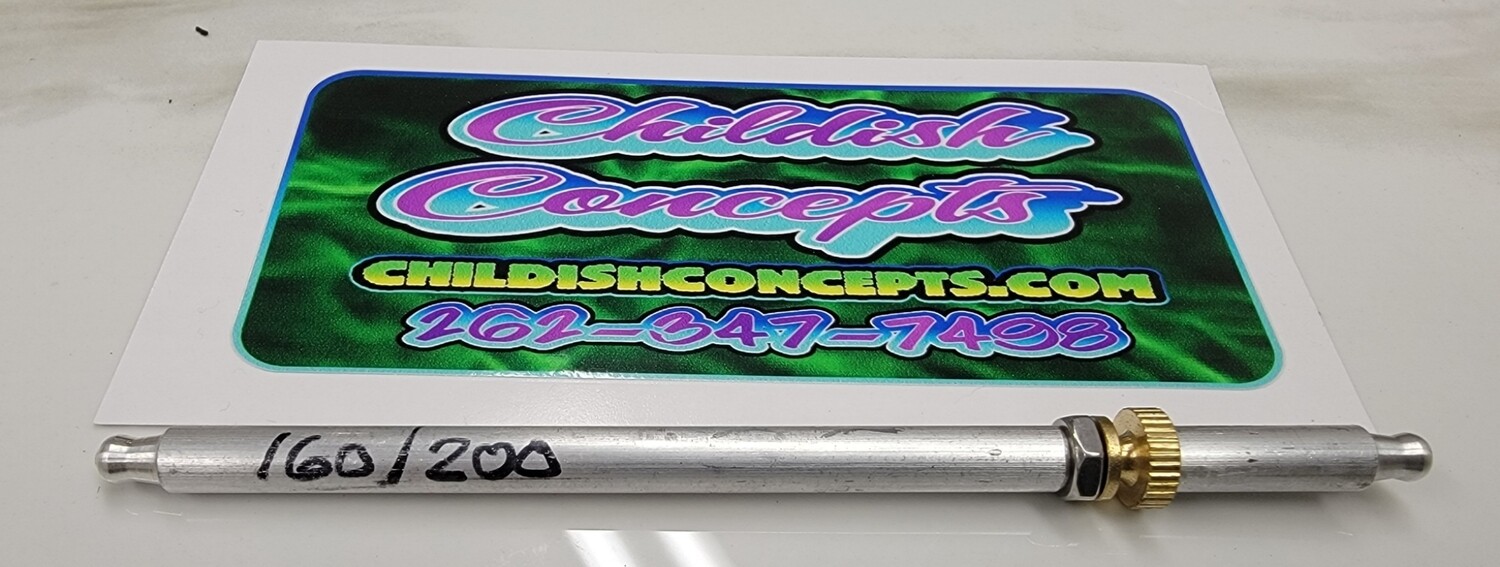 Childish
Concepts
CHILDISHCONCEPTS.COM
262-347-7498
160/200